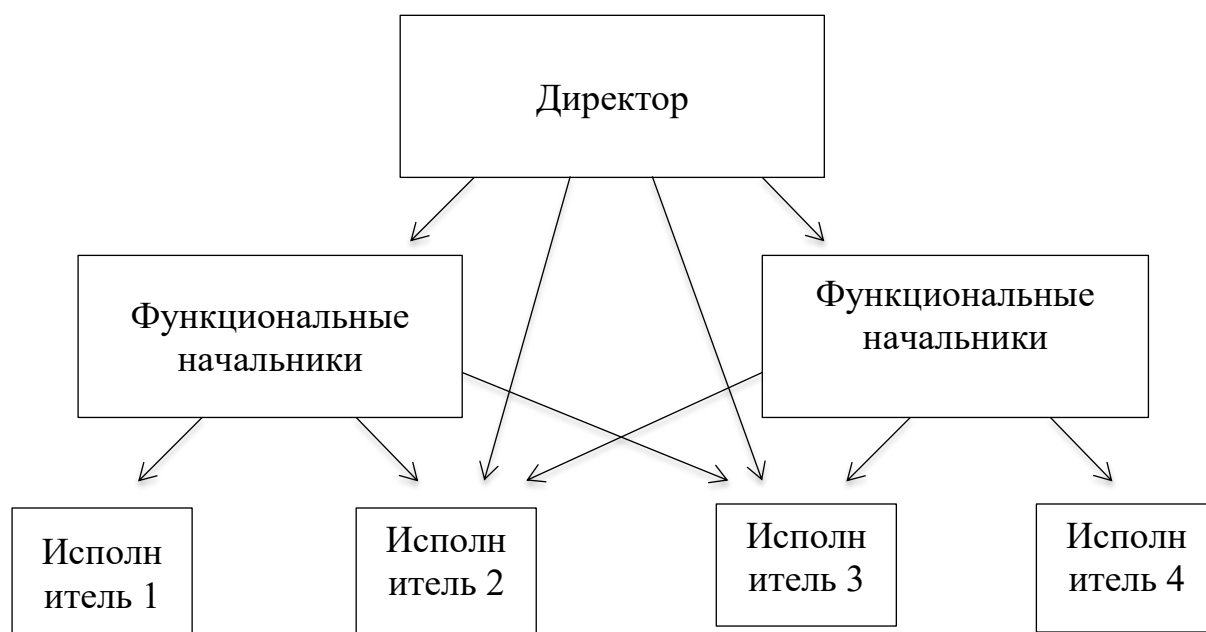 Директор
Функциональные
начальники
Функциональные
начальники
Исполн
итель 1
Исполн
итель 2
Исполн
итель 3
Исполн
итель 4